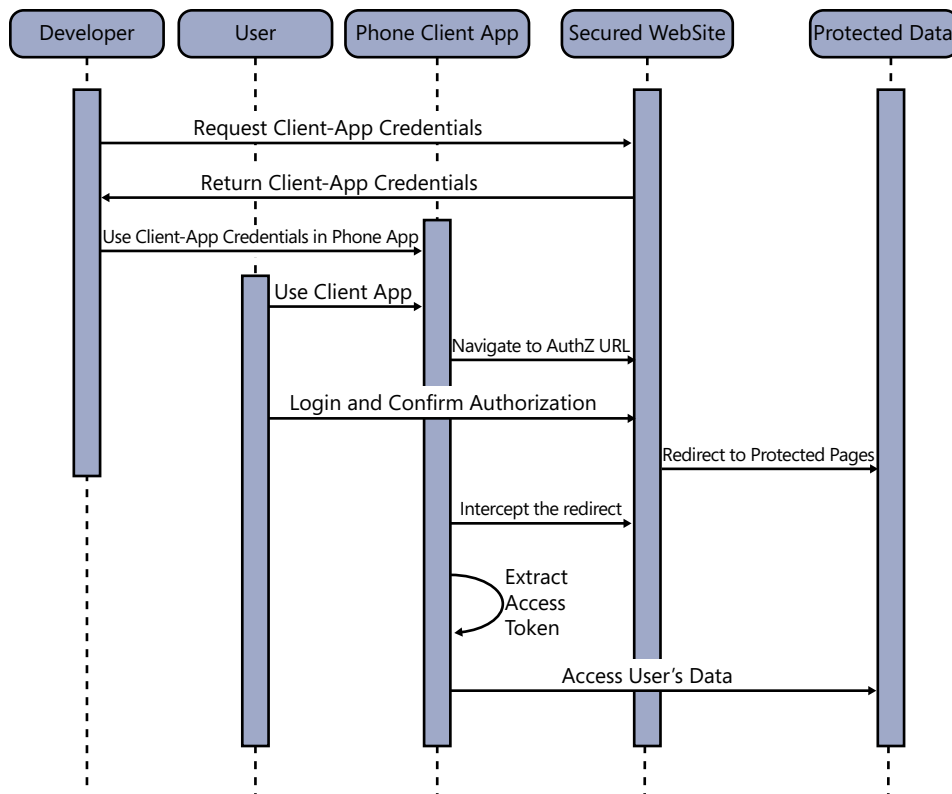 Developer
User
Phone Client App
Secured WebSite
Protected Data
Request Client-App Credentials
Return Client-App Credentials
Use Client-App Credentials in Phone App
Use Client App
Navigate to AuthZ URL
Login and Confirm Authorization
Redirect to Protected Pages
Intercept the redirect
Extract
Access
Token
Access User’s Data